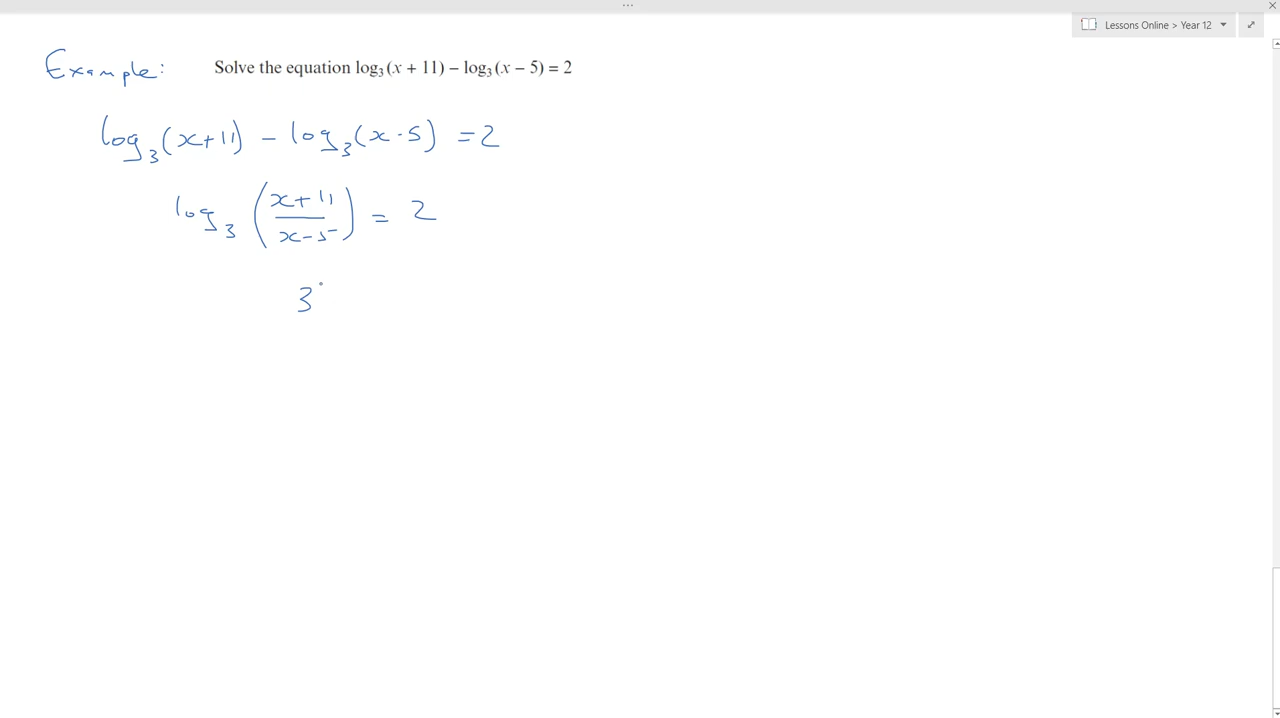 Lessons Online > Year 12
Example: Solve the equation log₃(x + 11) − log₃(x − 5) = 2
log₃(x+11) − log₃(x-5) = 2
log₃((x+11)/(x−5)) = 2
3